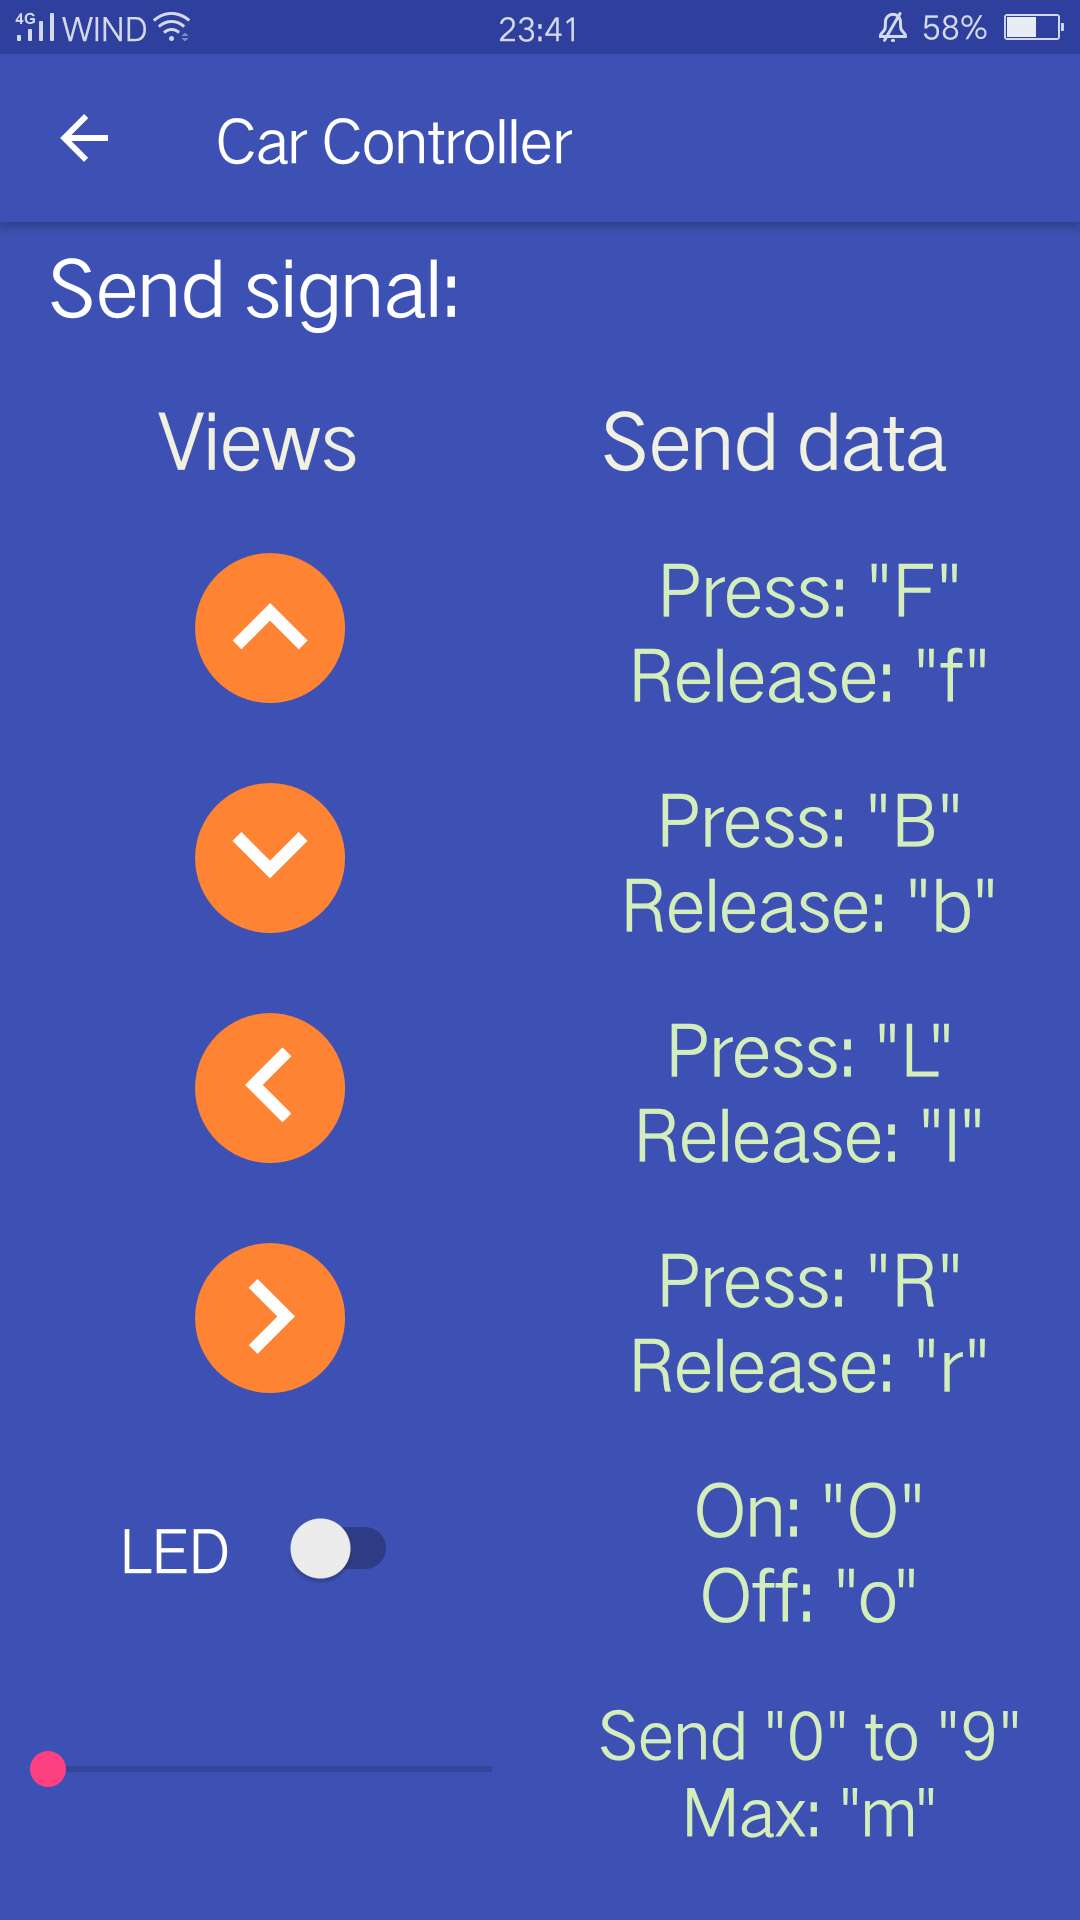 4G WIND 23:41 58%
Car Controller
Send signal:
Views Send data
Press: "F"
Release: "f"
Press: "B"
Release: "b"
Press: "L"
Release: "l"
Press: "R"
Release: "r"
On: "O"
LED
Off: "o"
Send "0" to "9"
Max: "m"